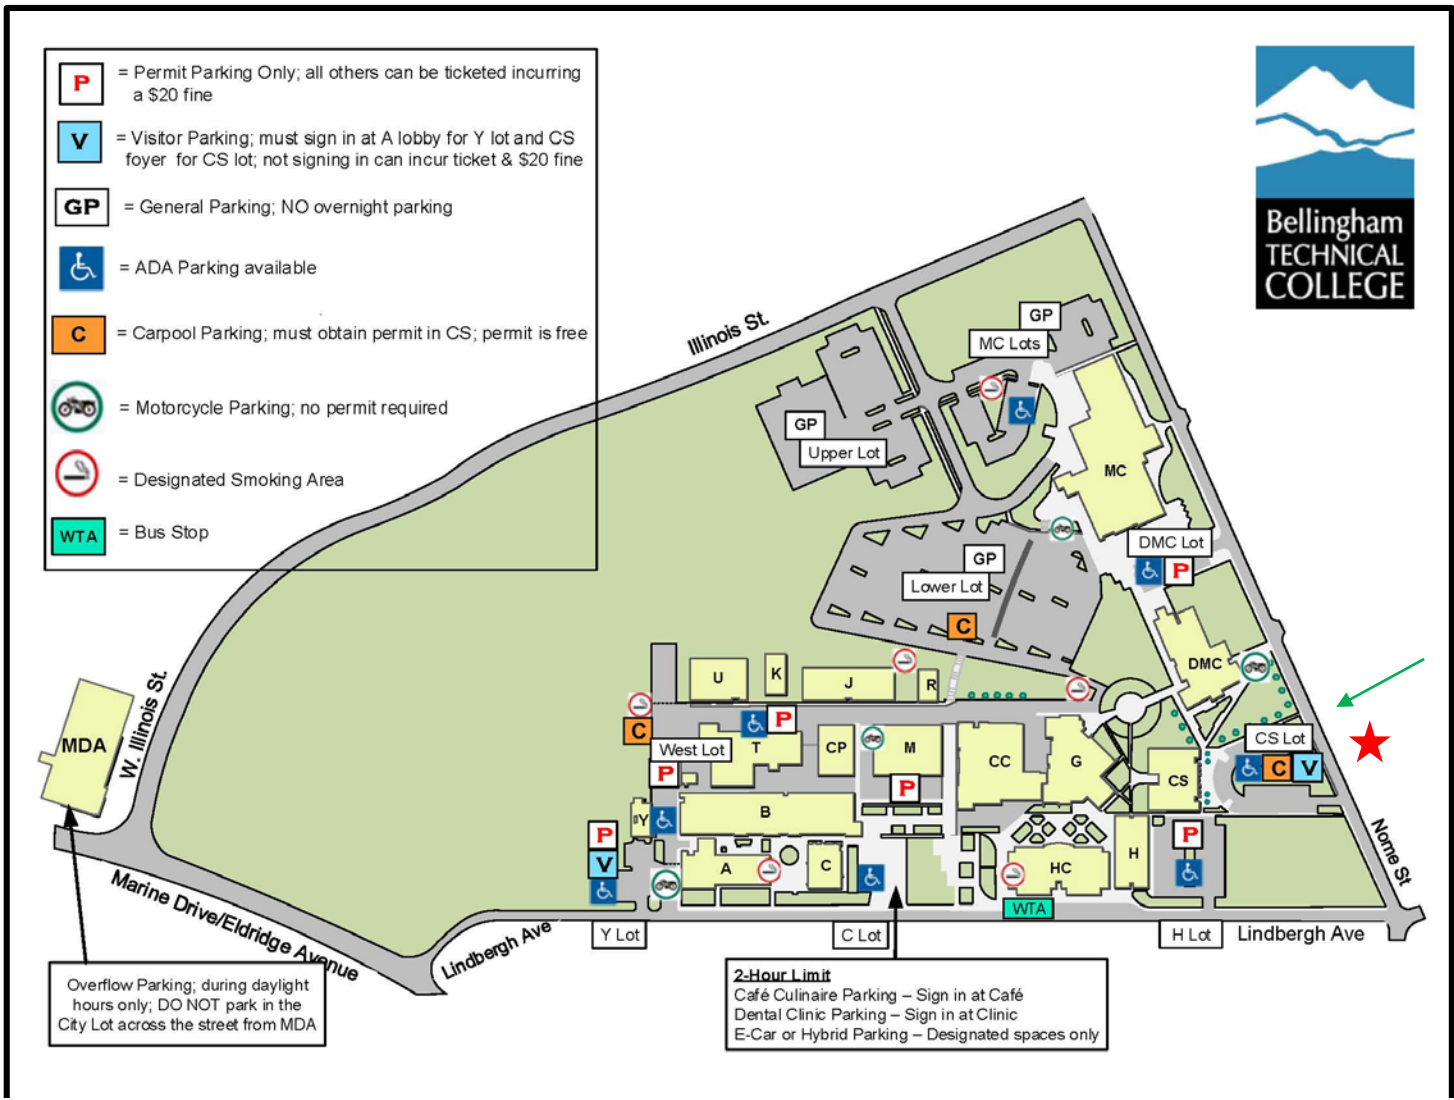 P = Permit Parking Only; all others can be ticketed incurring
a $20 fine
V = Visitor Parking; must sign in at A lobby for Y lot and CS
foyer for CS lot; not signing in can incur ticket & $20 fine
GP = General Parking; NO overnight parking
= ADA Parking available
C = Carpool Parking; must obtain permit in CS; permit is free
= Motorcycle Parking; no permit required
= Designated Smoking Area
WTA = Bus Stop
Bellingham
TECHNICAL
COLLEGE
Illinois St.
GP
MC Lots
GP
Upper Lot
MC
DMC Lot
P
GP
Lower Lot
C
DMC
U
K
J
R
MDA
W. Illinois St.
C
West Lot
P
P
T
CP
M
P
CC
G
CS
CS Lot
C V
Y
B
P
V
A
C
HC
H
P
WTA
Norne St
Marine Drive/Eldridge Avenue
Lindbergh Ave
Y Lot
C Lot
H Lot
Lindbergh Ave
Overflow Parking; during daylight
hours only; DO NOT park in the
City Lot across the street from MDA
2-Hour Limit
Café Culinaire Parking – Sign in at Café
Dental Clinic Parking – Sign in at Clinic
E-Car or Hybrid Parking – Designated spaces only